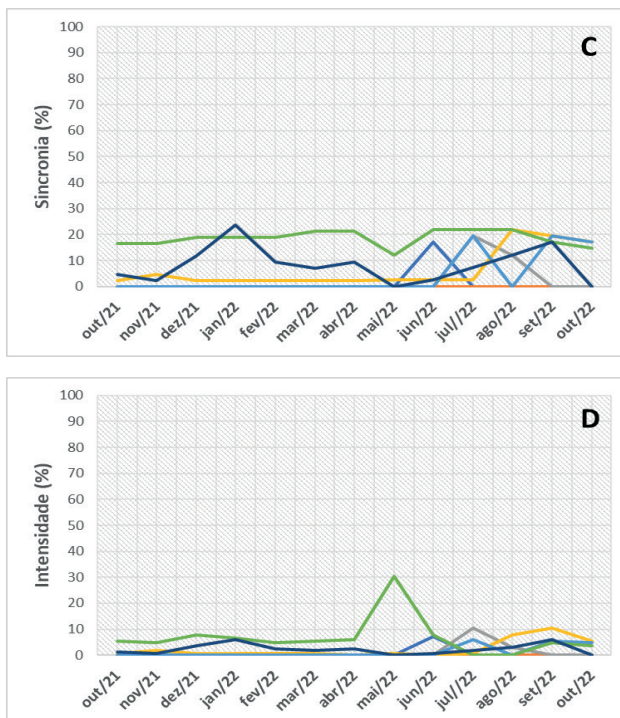 C
Sincronia (%)
100
90
80
70
60
50
40
30
20
10
0
out/21
nov/21
dez/21
jan/22
fev/22
mar/22
abr/22
mai/22
jun/22
jul//22
ago/22
set/22
out/22
D
Intensidade (%)
100
90
80
70
60
50
40
30
20
10
0
out/21
nov/21
dez/21
jan/22
fev/22
mar/22
abr/22
mai/22
jun/22
jul//22
ago/22
set/22
out/22